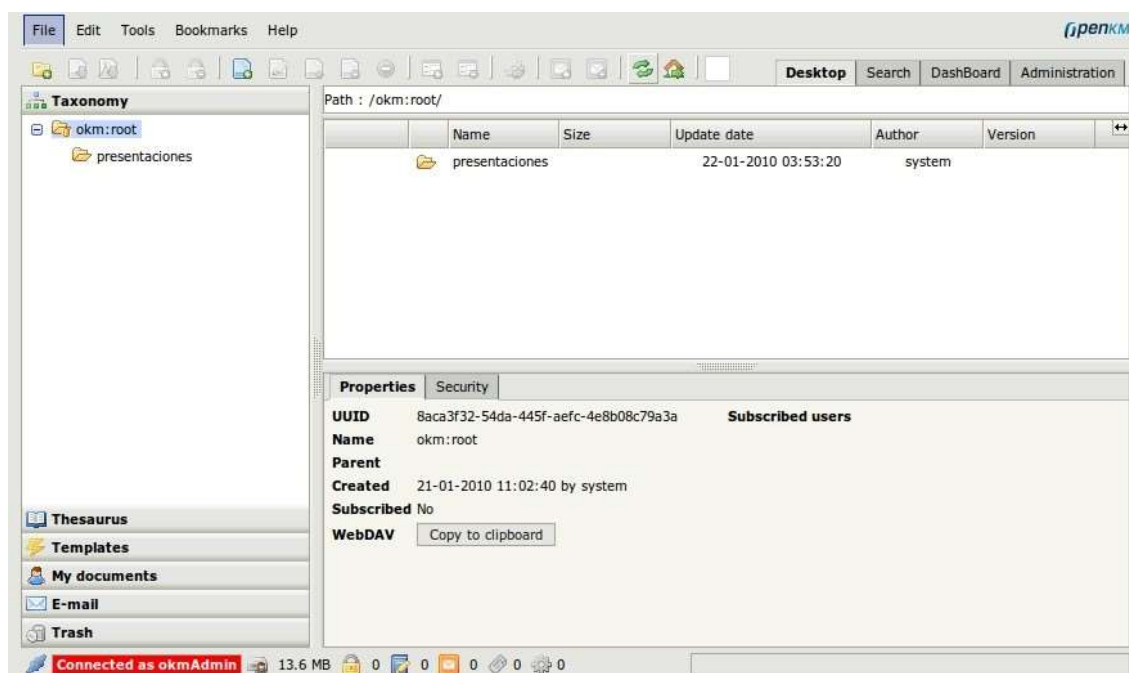 File Edit Tools Bookmarks Help
OpenKM
Desktop Search DashBoard Administration
Taxonomy
Path : /okm:root/
okm:root
presentaciones
Name Size Update date Author Version
presentaciones 22-01-2010 03:53:20 system
Properties Security
UUID 8aca3f32-54da-445f-aefc-4e8b08c79a3a Subscribed users
Name okm:root
Parent
Created 21-01-2010 11:02:40 by system
Subscribed No
WebDAV Copy to clipboard
Thesaurus
Templates
My documents
E-mail
Trash
Connected as okmAdmin 13.6 MB 0 0 0 0 0